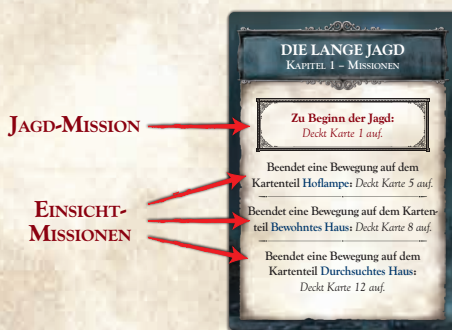 DIE LANGE JAGD
KAPITEL 1 – MISSIONEN
JAGD-MISSION
Zu Beginn der Jagd:
Deckt Karte 1 auf.
EINSICHT-
MISSIONEN
Beendet eine Bewegung auf dem
Kartenteil Hoflampe: Deckt Karte 5 auf.
Beendet eine Bewegung auf dem Karten-
teil Bewohntes Haus: Deckt Karte 8 auf.
Beendet eine Bewegung auf dem
Kartenteil Durchsuchtes Haus:
Deckt Karte 12 auf.